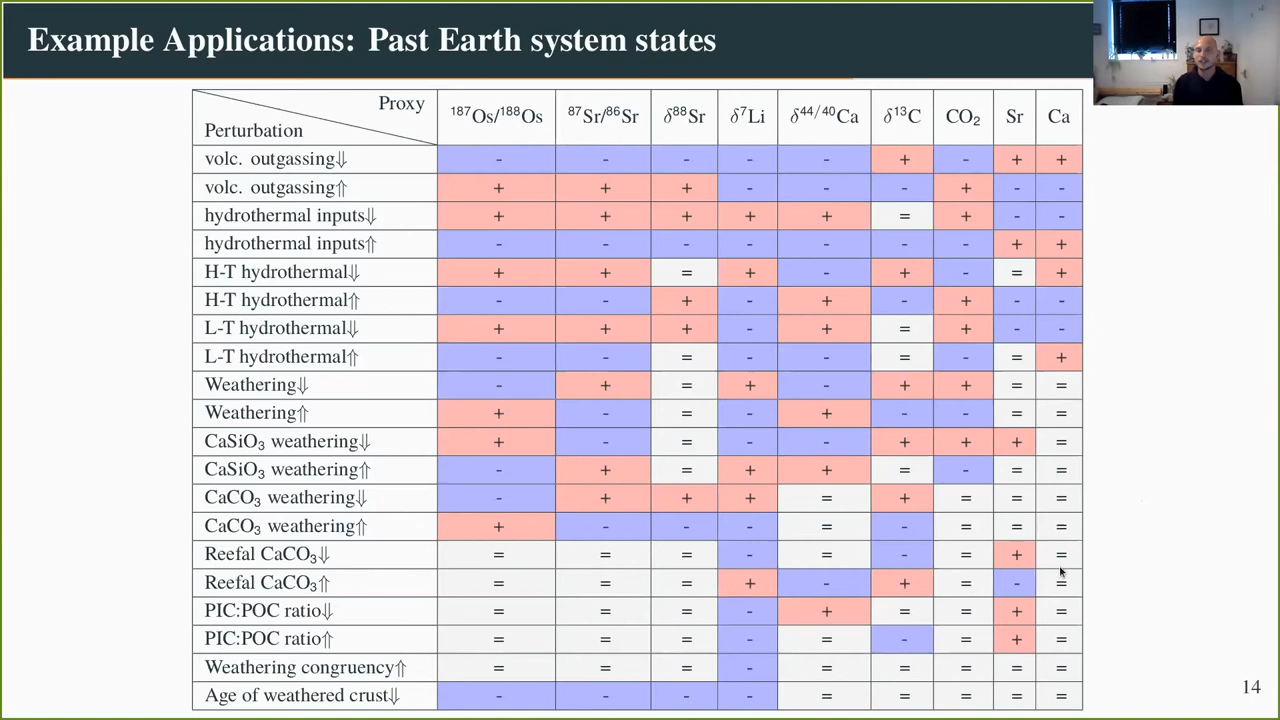 Example Applications: Past Earth system states
Proxy
Perturbation
¹⁸⁷Os/¹⁸⁸Os ⁸⁷Sr/⁸⁶Sr δ⁸⁸Sr δ⁷Li δ⁴⁴/⁴⁰Ca δ¹³C CO₂ Sr Ca
volc. outgassing⇓ - - - - - + - + +
volc. outgassing⇑ + + + - - - + - -
hydrothermal inputs⇓ + + + + + = + - -
hydrothermal inputs⇑ - - - - - - - + +
H-T hydrothermal⇓ + + = + - + - = +
H-T hydrothermal⇑ - - + - + - + - -
L-T hydrothermal⇓ + + + - + = + - -
L-T hydrothermal⇑ - - = - - = - = +
Weathering⇓ - + = + - + + = =
Weathering⇑ + - = - + - - = =
CaSiO₃ weathering⇓ + - = - - + + + =
CaSiO₃ weathering⇑ - + = + + = - = =
CaCO₃ weathering⇓ - + + + = + = = =
CaCO₃ weathering⇑ + - - - = - = = =
Reefal CaCO₃⇓ = = = - = - = + =
Reefal CaCO₃⇑ = = = + - + = - =
PIC:POC ratio⇓ = = = - + = = + =
PIC:POC ratio⇑ = = = - = - = + =
Weathering congruency⇑ = = = - = = = = =
Age of weathered crust⇓ - - - - = = = = =
14